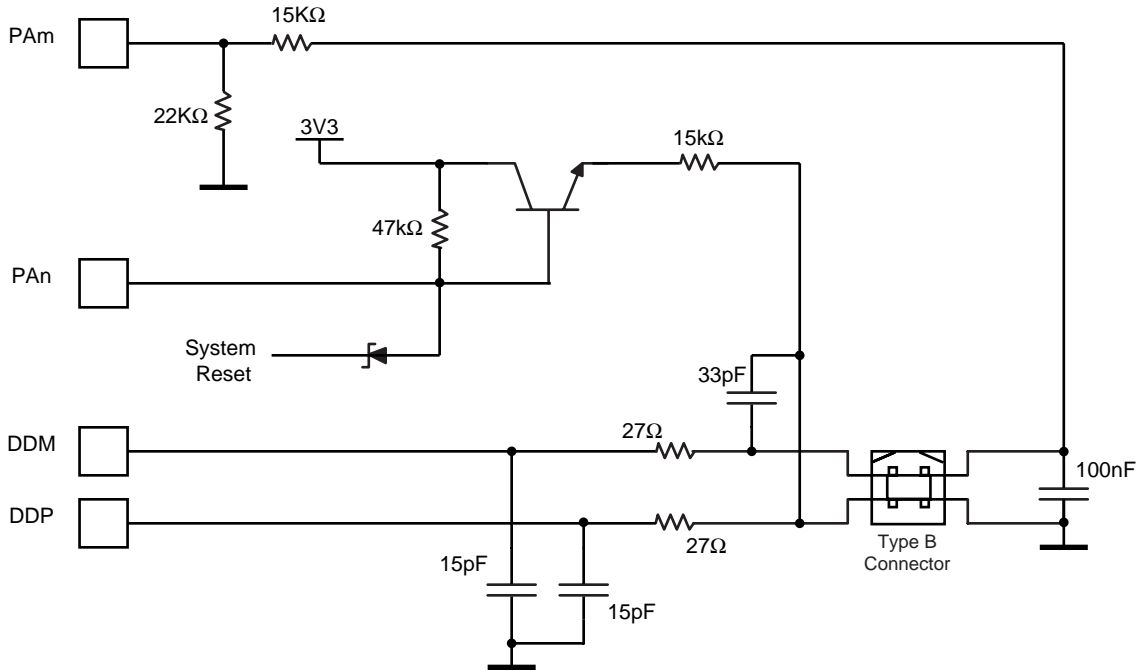 15KΩ
PAm
22KΩ
3V3
15kΩ
47kΩ
PAn
System
Reset
33pF
DDM
27Ω
100nF
DDP
27Ω
Type B
Connector
15pF
15pF